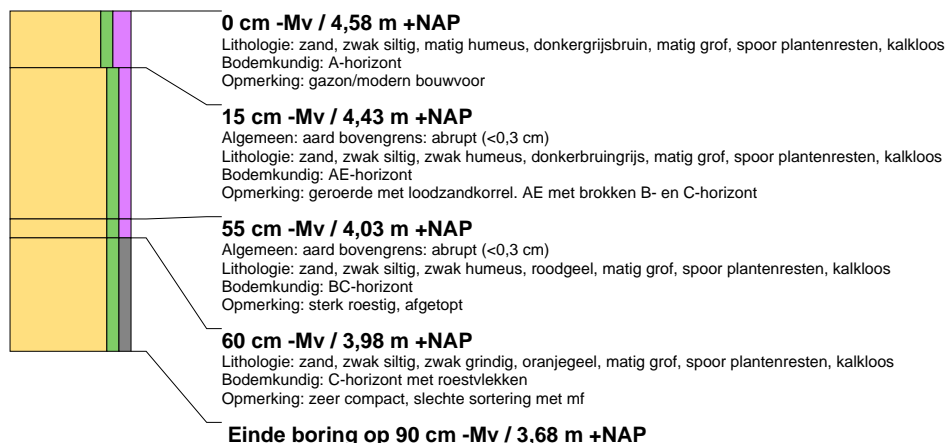 0 cm -Mv / 4,58 m +NAP
Lithologie: zand, zwak siltig, matig humeus, donkergrijsbruin, matig grof, spoor plantenresten, kalkloos
Bodemkundig: A-horizont
Opmerking: gazon/modern bouwvoor
15 cm -Mv / 4,43 m +NAP
Algemeen: aard bovengrens: abrupt (<0,3 cm)
Lithologie: zand, zwak siltig, zwak humeus, donkerbruingrijs, matig grof, spoor plantenresten, kalkloos
Bodemkundig: AE-horizont
Opmerking: geroerde met loodzandkorrel. AE met brokken B- en C-horizont
55 cm -Mv / 4,03 m +NAP
Algemeen: aard bovengrens: abrupt (<0,3 cm)
Lithologie: zand, zwak siltig, zwak humeus, roodgeel, matig grof, spoor plantenresten, kalkloos
Bodemkundig: BC-horizont
Opmerking: sterk roestig, afgetopt
60 cm -Mv / 3,98 m +NAP
Lithologie: zand, zwak siltig, zwak grindig, oranjegeel, matig grof, spoor plantenresten, kalkloos
Bodemkundig: C-horizont met roestvlekken
Opmerking: zeer compact, slechte sortering met mf
Einde boring op 90 cm -Mv / 3,68 m +NAP